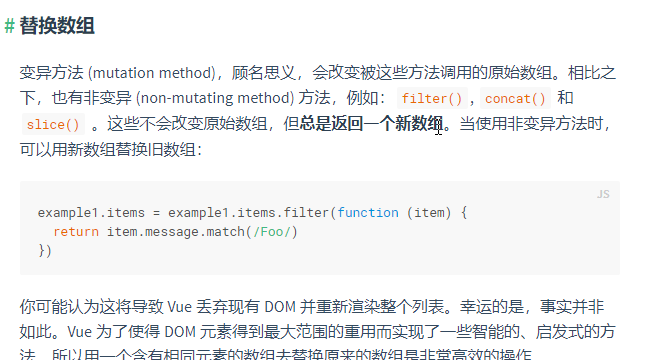 # 替换数组
变异方法 (mutation method)，顾名思义，会改变被这些方法调用的原始数组。相比之
下，也有非变异 (non-mutating method) 方法，例如： filter() , concat() 和
slice() 。这些不会改变原始数组，但总是返回一个新数组。当使用非变异方法时，
可以用新数组替换旧数组：
JS
example1.items = example1.items.filter(function (item) {
  return item.message.match(/Foo/)
})
你可能认为这将导致 Vue 丢弃现有 DOM 并重新渲染整个列表。幸运的是，事实并非
如此。Vue 为了使得 DOM 元素得到最大范围的重用而实现了一些智能的、启发式的方
法，所以用一个含有相同元素的数组去替换原来的数组是非常高效的操作